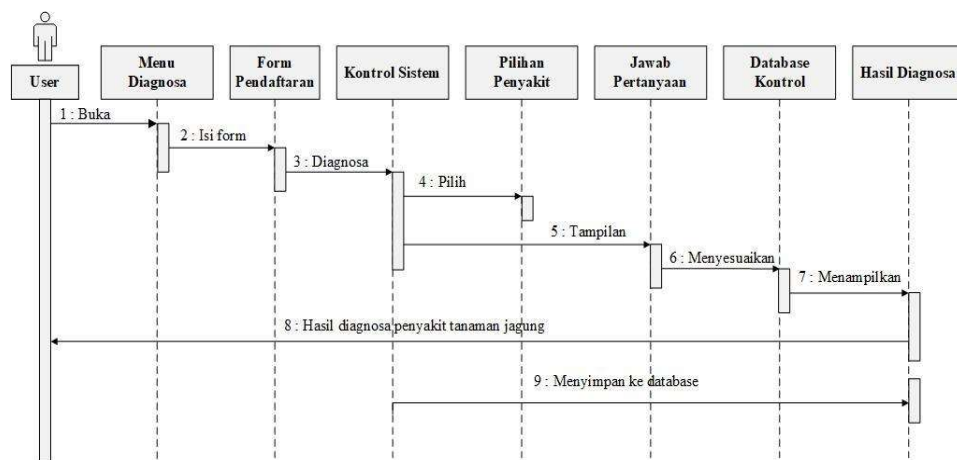 User
Menu
Diagnosa
Form
Pendaftaran
Kontrol Sistem
Pilihan
Penyakit
Jawab
Pertanyaan
Database
Kontrol
Hasil Diagnosa
1 : Buka
2 : Isi form
3 : Diagnosa
4 : Pilih
5 : Tampilan
6 : Menyesuaikan
7 : Menampilkan
8 : Hasil diagnosa penyakit tanaman jagung
9 : Menyimpan ke database